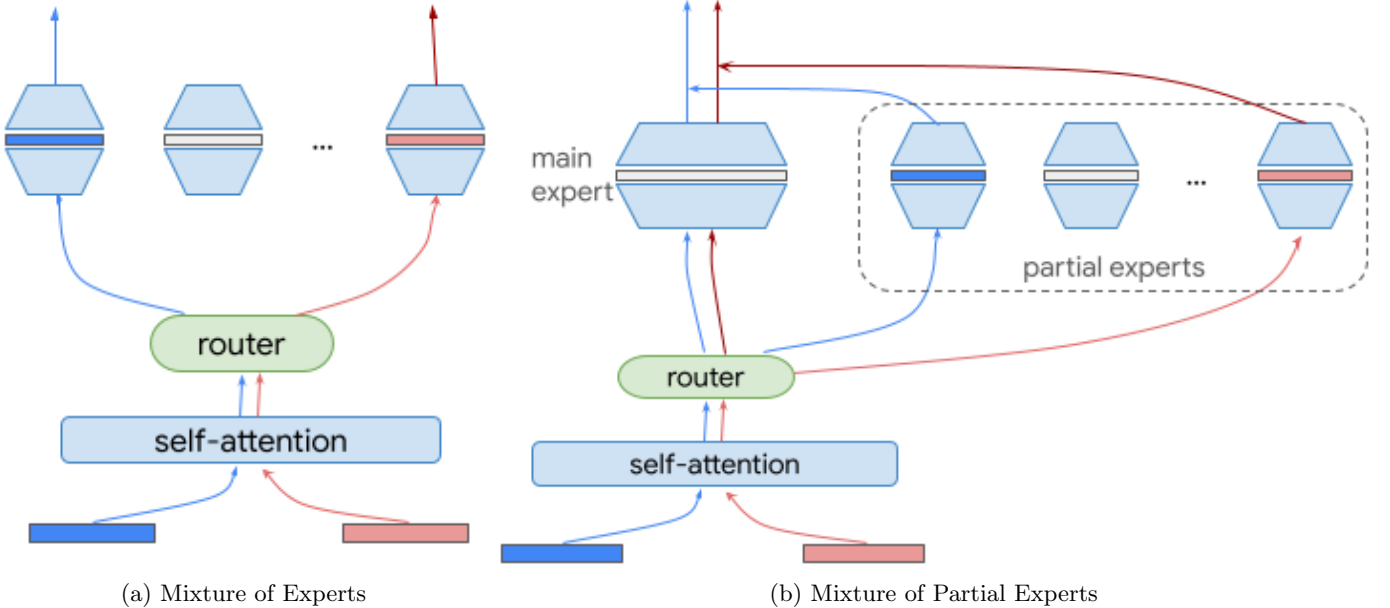 ...
router
self-attention
(a) Mixture of Experts
main
expert
...
partial experts
router
self-attention
(b) Mixture of Partial Experts